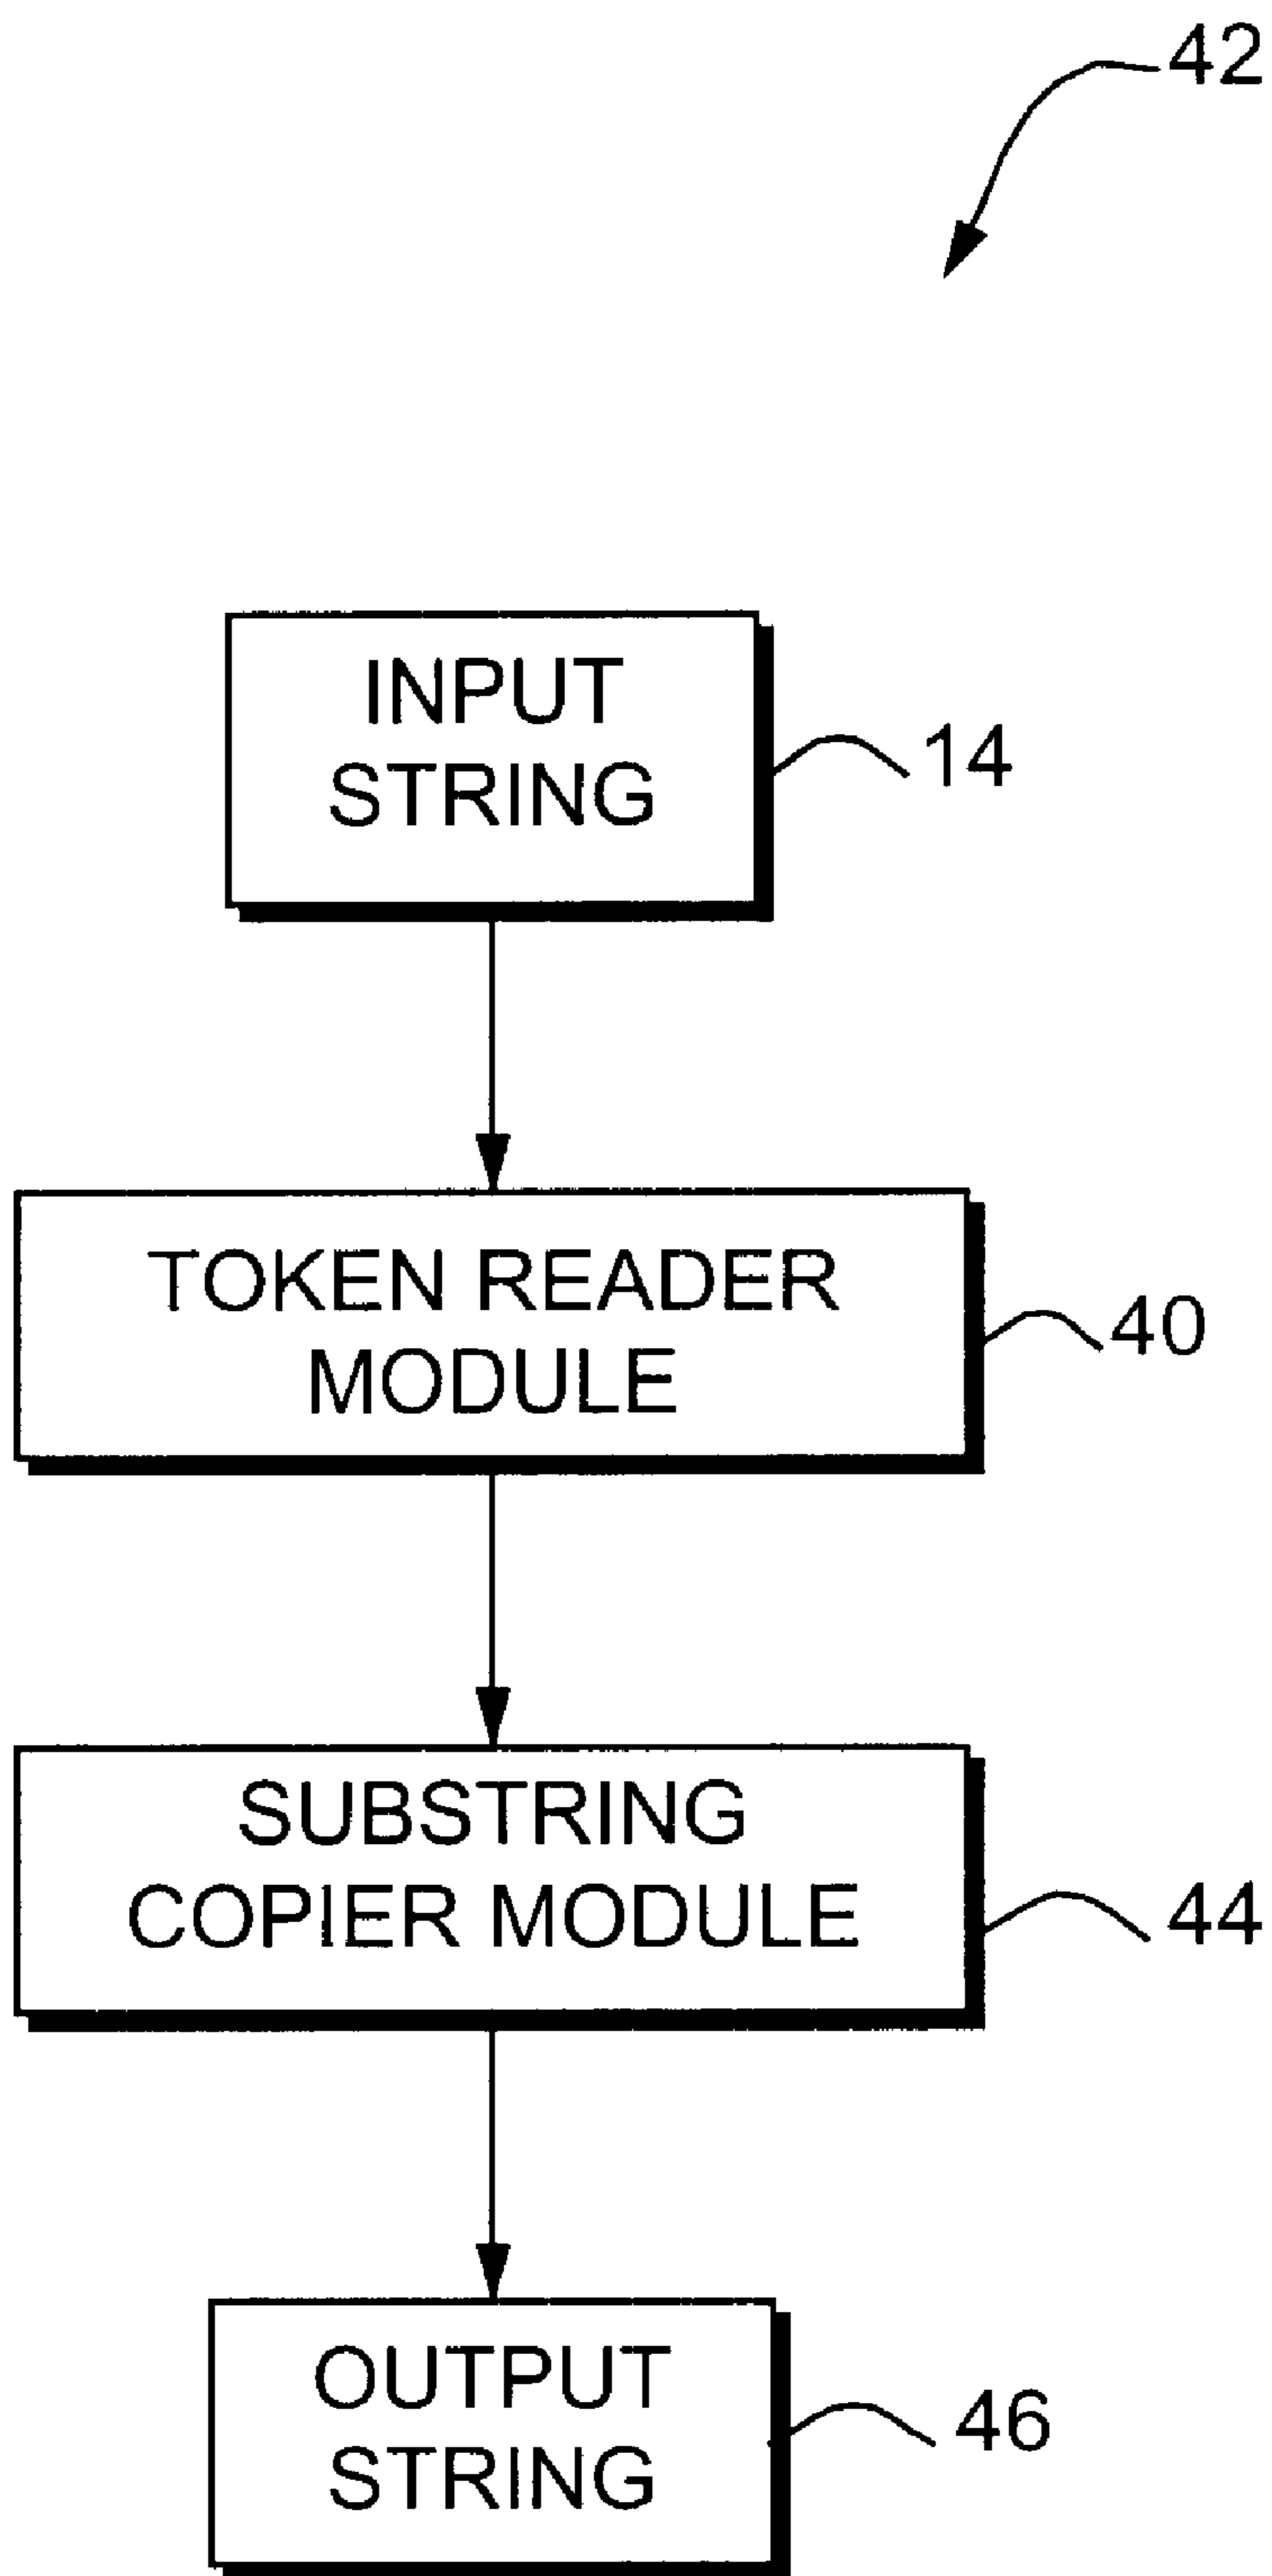 42
INPUT
STRING
14
TOKEN READER
MODULE
40
SUBSTRING
COPIER MODULE
44
OUTPUT
STRING
46